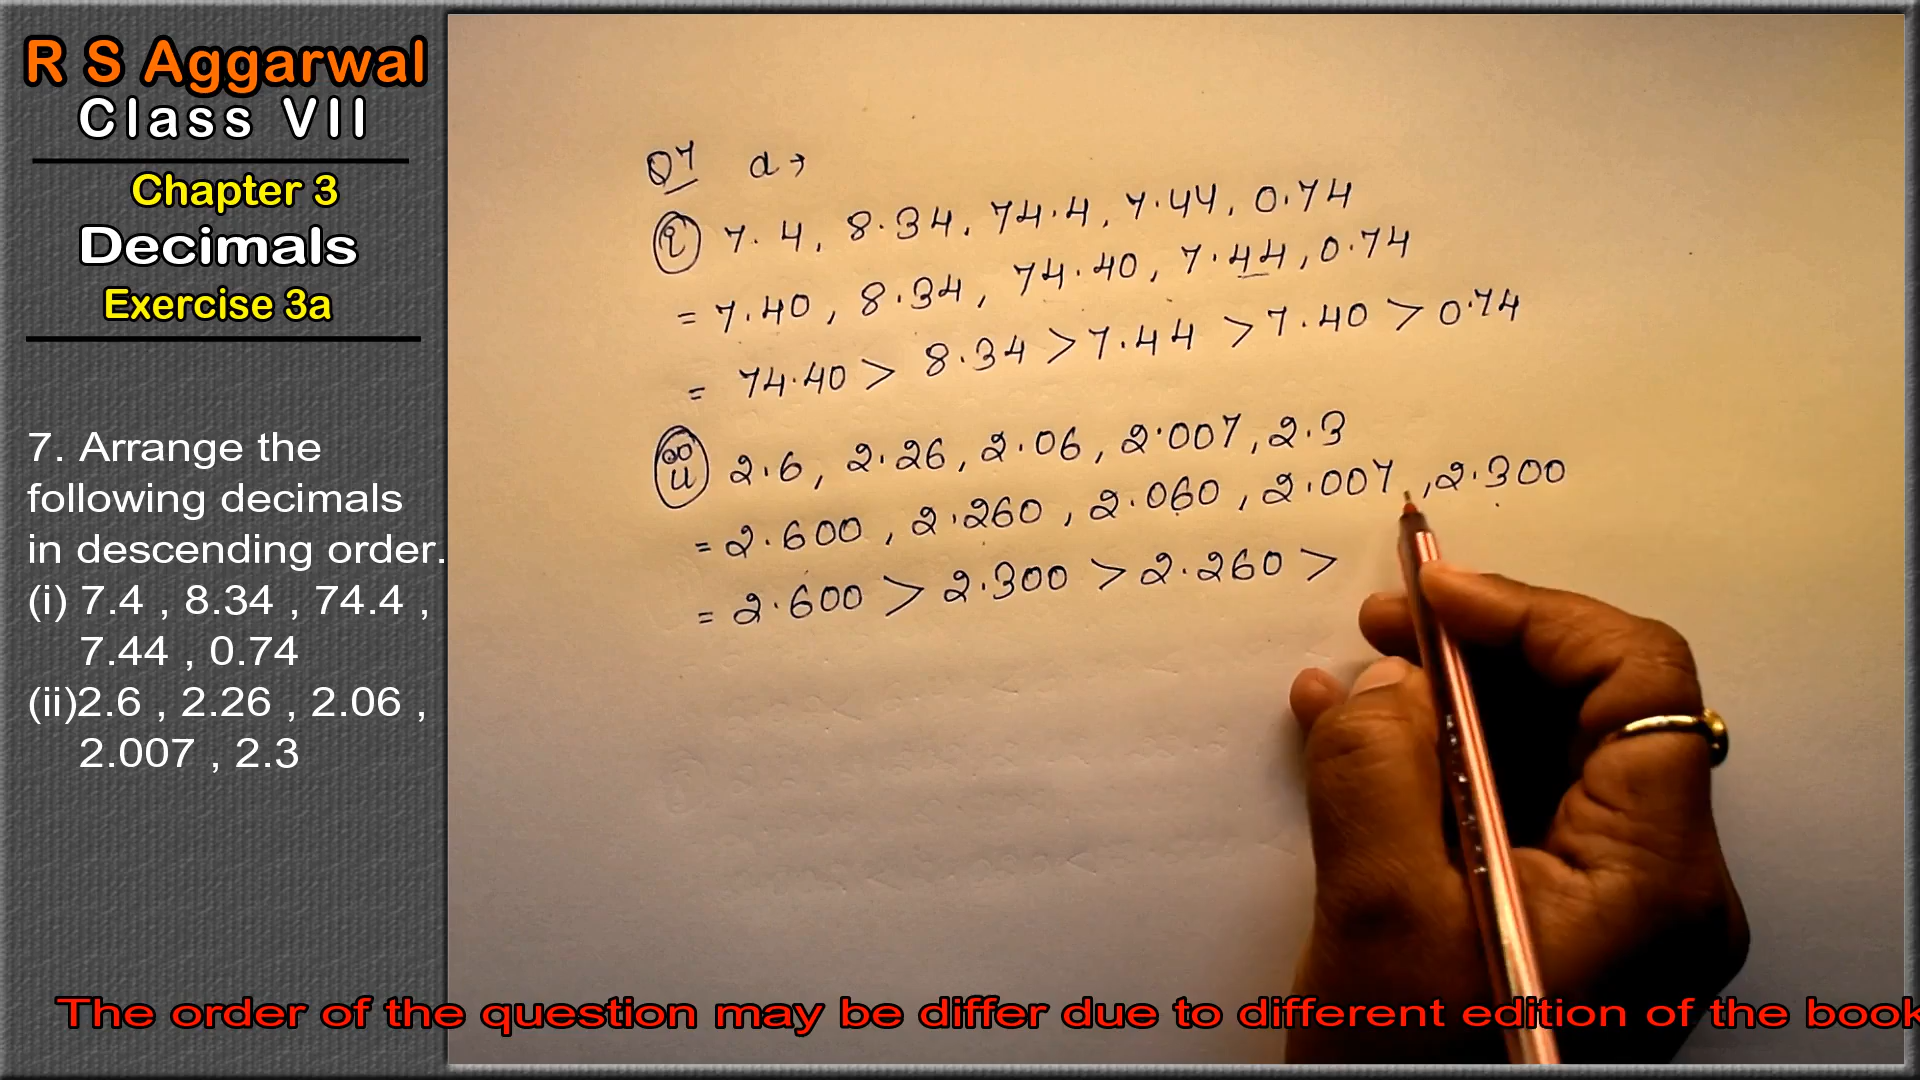 R S Aggarwal
Class VII
Chapter 3
Decimals
Exercise 3a
7. Arrange the
following decimals
in descending order.
(i) 7.4 , 8.34 , 74.4 ,
7.44 , 0.74
(ii)2.6 , 2.26 , 2.06 ,
2.007 , 2.3
Q7 a→
(i) 7.4, 8.34, 74.4, 7.44, 0.74
= 7.40, 8.34, 74.40, 7.44, 0.74
= 74.40 > 8.34 > 7.44 > 7.40 > 0.74
(ii) 2.6, 2.26, 2.06, 2.007, 2.3
= 2.600, 2.260, 2.060, 2.007, 2.300
= 2.600 > 2.300 > 2.260 >
The order of the question may be differ due to different edition of the book